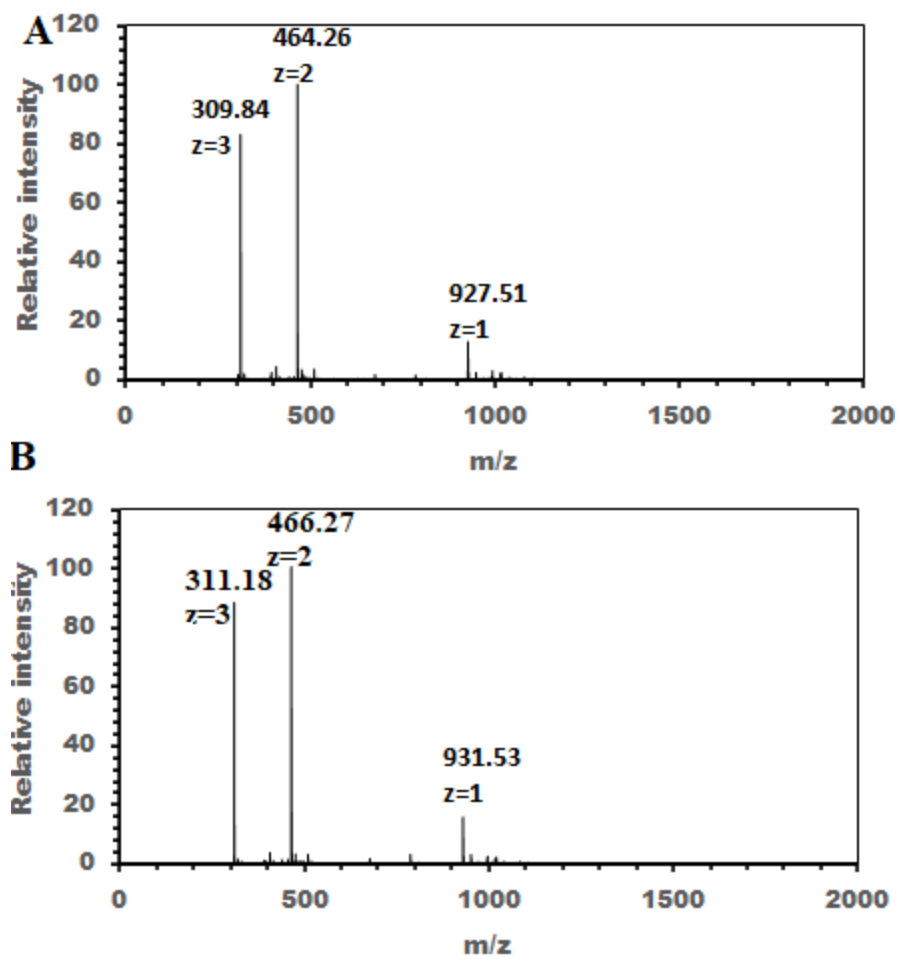 A
120
100
80
60
40
20
0
Relative intensity
464.26
z=2
309.84
z=3
927.51
z=1
0 500 1000 1500 2000
m/z
B
120
100
80
60
40
20
0
Relative intensity
466.27
z=2
311.18
z=3
931.53
z=1
0 500 1000 1500 2000
m/z